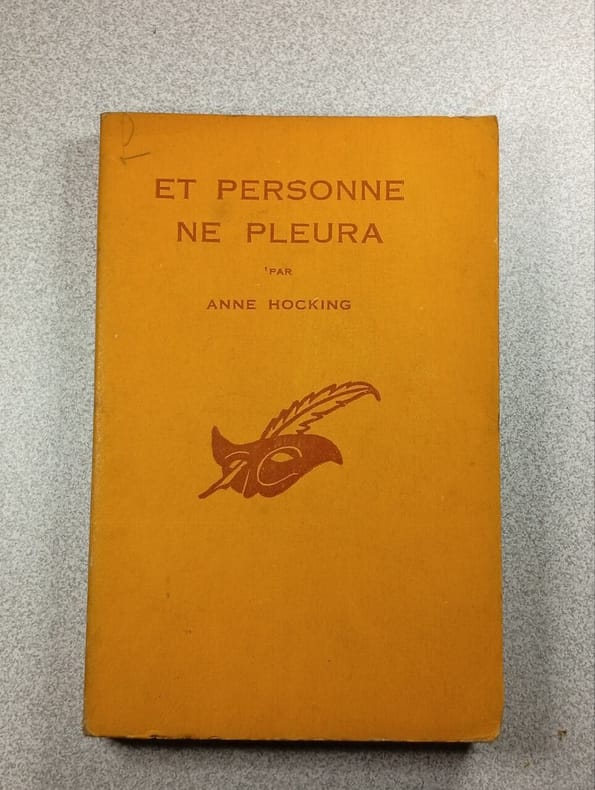 ET PERSONNE
NE PLEURA
PAR
ANNE HOCKING